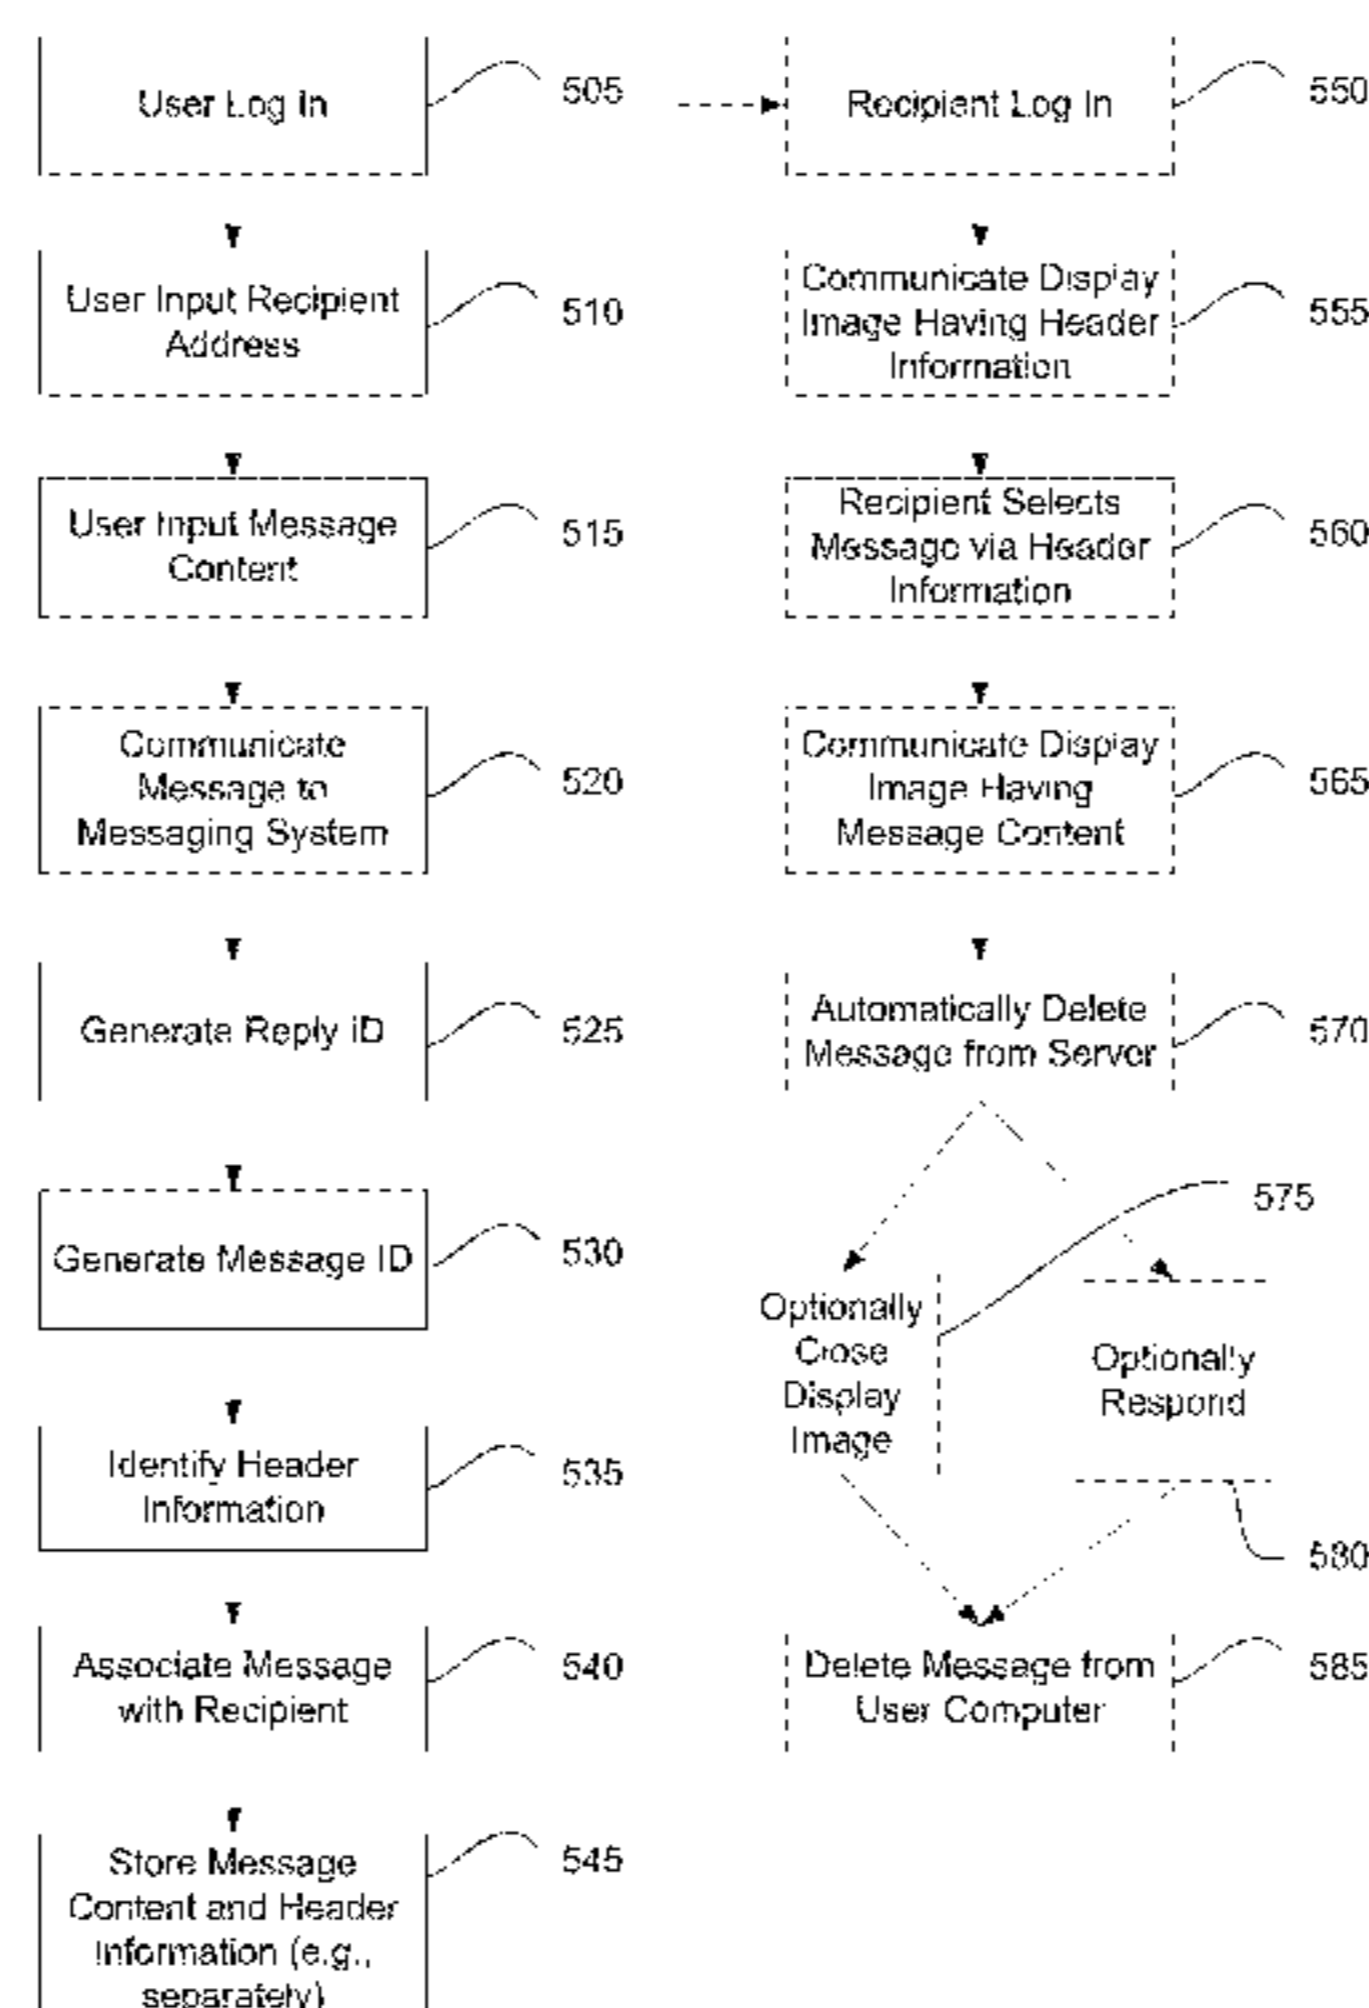 User Log In
505
User Input Recipient
Address
510
User Input Message
Content
515
Communicate
Message to
Messaging System
520
Generate Reply ID
525
Generate Message ID
530
Identify Header
Information
535
Associate Message
with Recipient
540
Store Message
Content and Header
Information (e.g.,
separately)
545
Recipient Log In
550
Communicate Display
Image Having Header
Information
555
Recipient Selects
Message via Header
Information
560
Communicate Display
Image Having
Message Content
565
Automatically Delete
Message from Server
570
575
Optionally
Close
Display
Image
Optionally
Respond
580
Delete Message from
User Computer
585